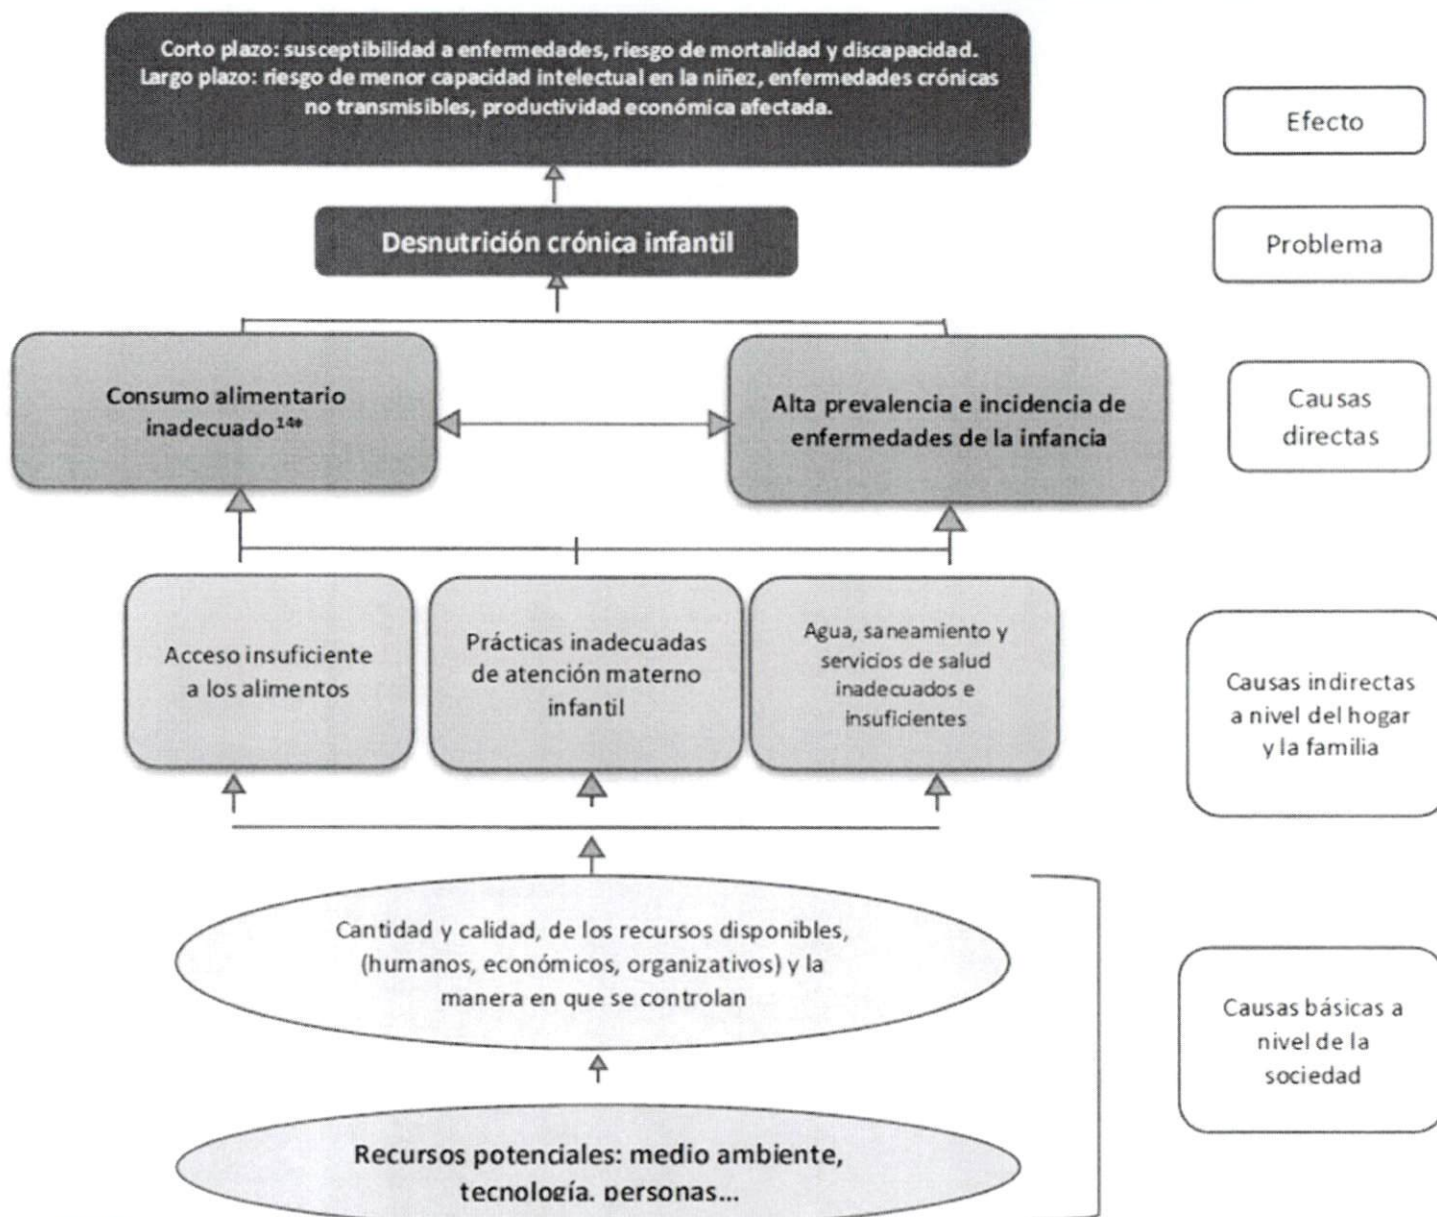 Corto plazo: susceptibilidad a enfermedades, riesgo de mortalidad y discapacidad.
Largo plazo: riesgo de menor capacidad intelectual en la niñez, enfermedades crónicas
no transmisibles, productividad económica afectada.
Efecto
Desnutrición crónica infantil
Problema
Consumo alimentario
inadecuado¹⁴*
Alta prevalencia e incidencia de
enfermedades de la infancia
Causas
directas
Acceso insuficiente
a los alimentos
Prácticas inadecuadas
de atención materno
infantil
Agua, saneamiento y
servicios de salud
inadecuados e
insuficientes
Causas indirectas
a nivel del hogar
y la familia
Cantidad y calidad, de los recursos disponibles,
(humanos, económicos, organizativos) y la
manera en que se controlan
Causas básicas a
nivel de la
sociedad
Recursos potenciales: medio ambiente,
tecnología, personas...